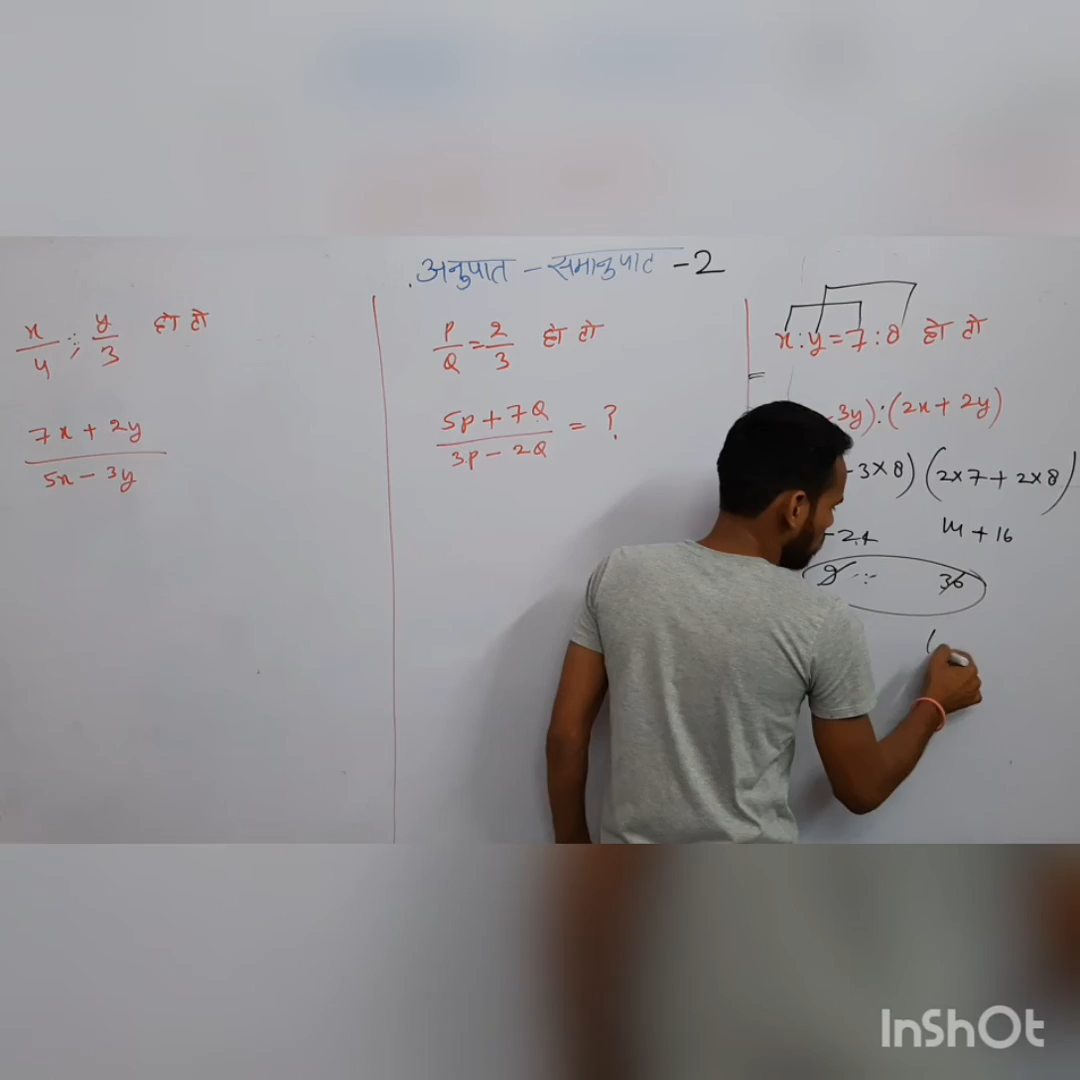 अनुपात - समानुपाट - 2
x/4 : y/3 हो तो
7x + 2y / 5x - 3y
P/Q = 2/3 हो तो
5P + 7Q / 3P - 2Q = ?
x : y = 7 : 8 हो तो
3y) : (2x + 2y)
- 3 × 8) (2 × 7 + 2 × 8)
- 24 14 + 16
: 36
InShOt